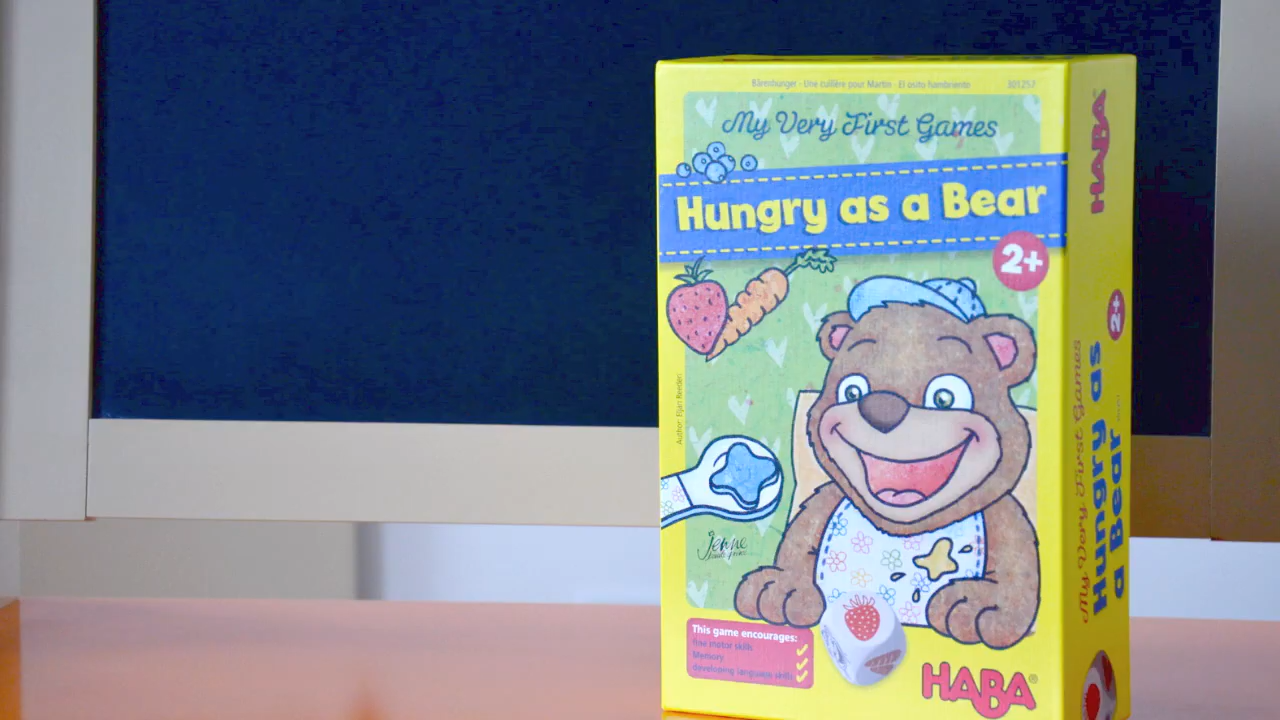 Bärenhunger · Une cuillère pour Martin · El osito hambriento 301257
My Very First Games
Hungry as a Bear
2+
Author:
This game encourages:
fine motor skills
Memory
developing language skills
HABA®
HABA
2+
My Very First Games
Hungry as
a Bear